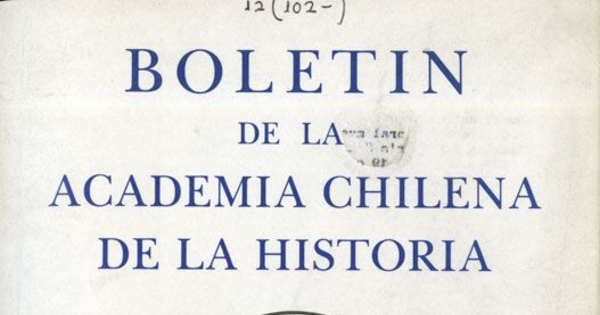 12(102-)
BOLETIN
DE LA
ACADEMIA CHILENA
DE LA HISTORIA